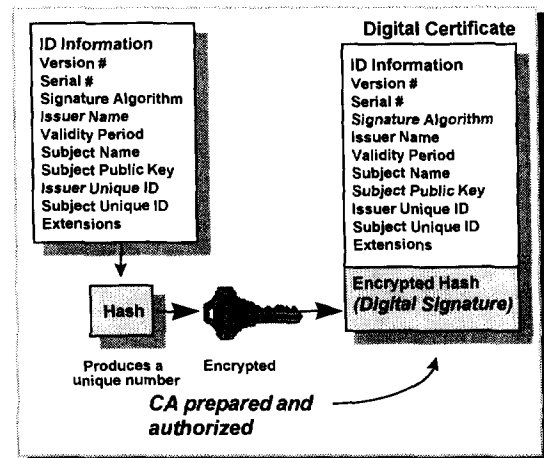 ID Information
Version #
Serial #
Signature Algorithm
Issuer Name
Validity Period
Subject Name
Subject Public Key
Issuer Unique ID
Subject Unique ID
Extensions
Hash
Produces a
unique number
Encrypted
CA prepared and
authorized
Digital Certificate
ID Information
Version #
Serial #
Signature Algorithm
Issuer Name
Validity Period
Subject Name
Subject Public Key
Issuer Unique ID
Subject Unique ID
Extensions
Encrypted Hash
(Digital Signature)